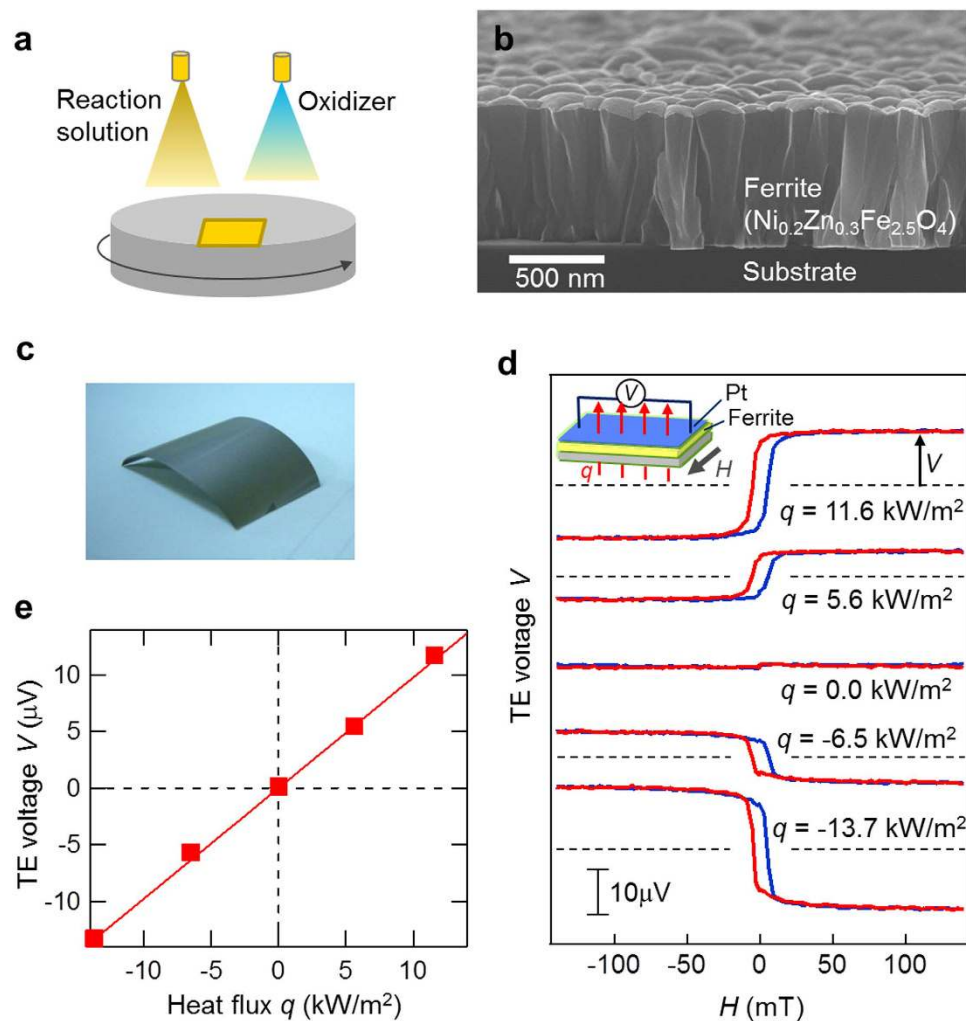 a
Reaction
solution
Oxidizer
b
Ferrite
(Ni0.2Zn0.3Fe2.5O4)
500 nm
Substrate
c
d
V
Pt
Ferrite
H
q
V
q = 11.6 kW/m2
q = 5.6 kW/m2
q = 0.0 kW/m2
q = -6.5 kW/m2
q = -13.7 kW/m2
10μV
TE voltage V
-100
-50
0
50
100
H (mT)
e
10
5
0
-5
-10
TE voltage V (μV)
-10
-5
0
5
10
Heat flux q (kW/m2)